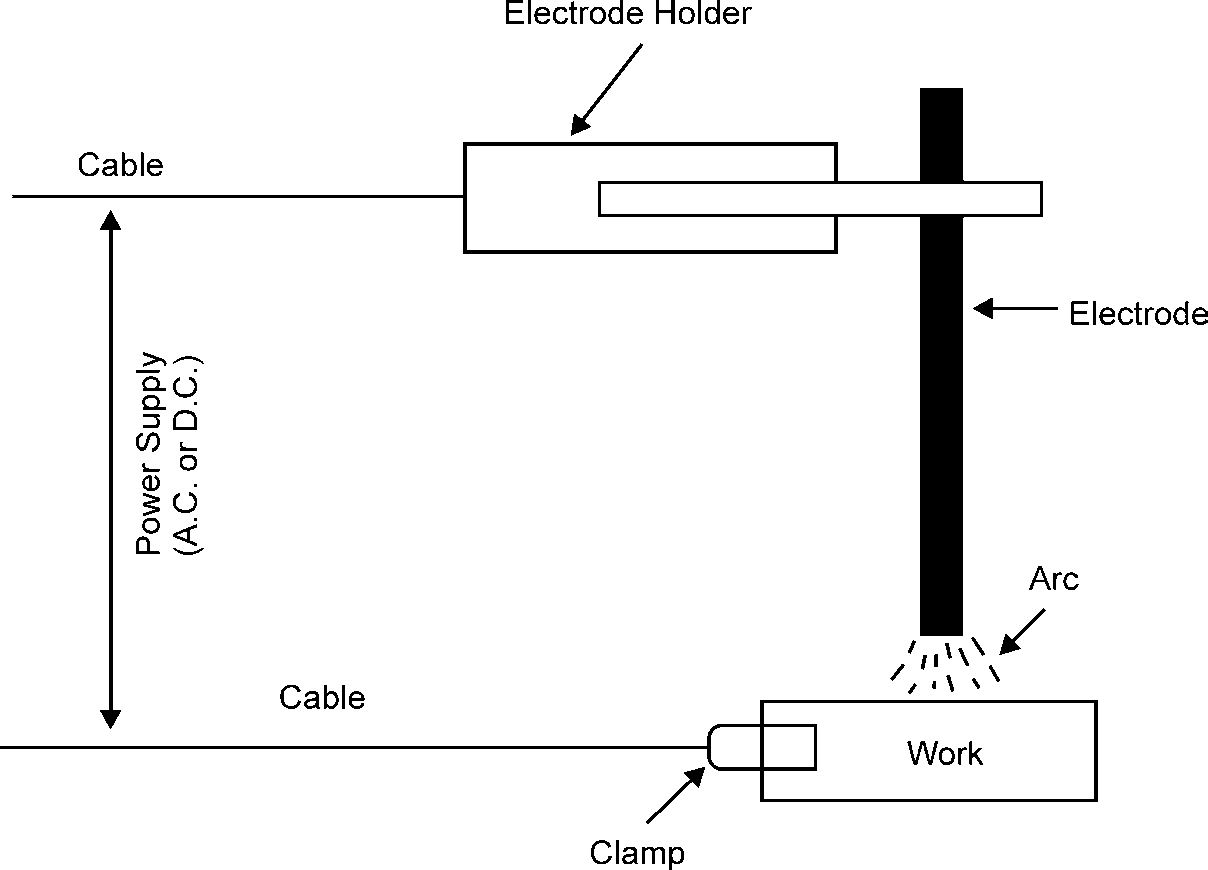 Electrode Holder
Cable
Electrode
Power Supply
(A.C. or D.C.)
Arc
Cable
Work
Clamp